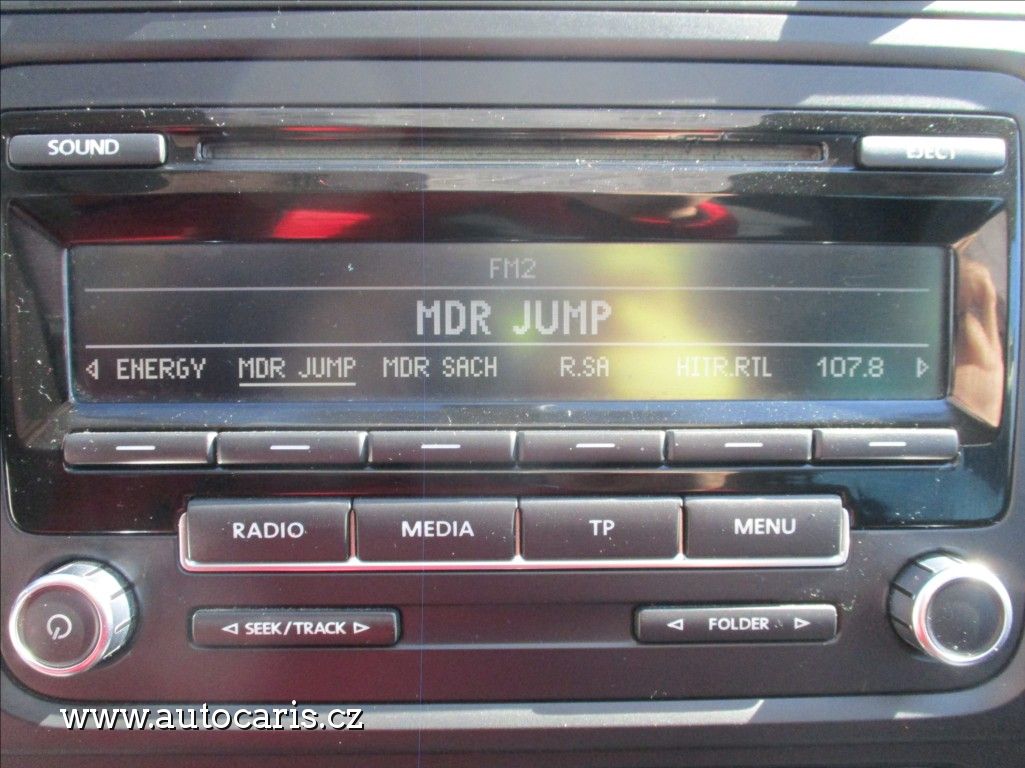 SOUND
EJECT
FM2
MDR JUMP
ENERGY MDR JUMP MDR SACH R.SA HITR.RTL 107.8
RADIO MEDIA TP MENU
SEEK/TRACK FOLDER
www.autocaris.cz